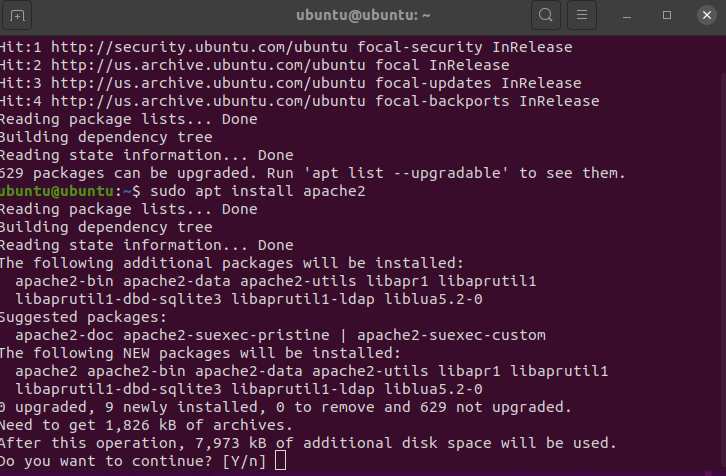 ubuntu@ubuntu: ~
Hit:1 http://security.ubuntu.com/ubuntu focal-security InRelease
Hit:2 http://us.archive.ubuntu.com/ubuntu focal InRelease
Hit:3 http://us.archive.ubuntu.com/ubuntu focal-updates InRelease
Hit:4 http://us.archive.ubuntu.com/ubuntu focal-backports InRelease
Reading package lists... Done
Building dependency tree
Reading state information... Done
629 packages can be upgraded. Run 'apt list --upgradable' to see them.
ubuntu@ubuntu:~$ sudo apt install apache2
Reading package lists... Done
Building dependency tree
Reading state information... Done
The following additional packages will be installed:
  apache2-bin apache2-data apache2-utils libapr1 libaprutil1
  libaprutil1-dbd-sqlite3 libaprutil1-ldap liblua5.2-0
Suggested packages:
  apache2-doc apache2-suexec-pristine | apache2-suexec-custom
The following NEW packages will be installed:
  apache2 apache2-bin apache2-data apache2-utils libapr1 libaprutil1
  libaprutil1-dbd-sqlite3 libaprutil1-ldap liblua5.2-0
0 upgraded, 9 newly installed, 0 to remove and 629 not upgraded.
Need to get 1,826 kB of archives.
After this operation, 7,973 kB of additional disk space will be used.
Do you want to continue? [Y/n]